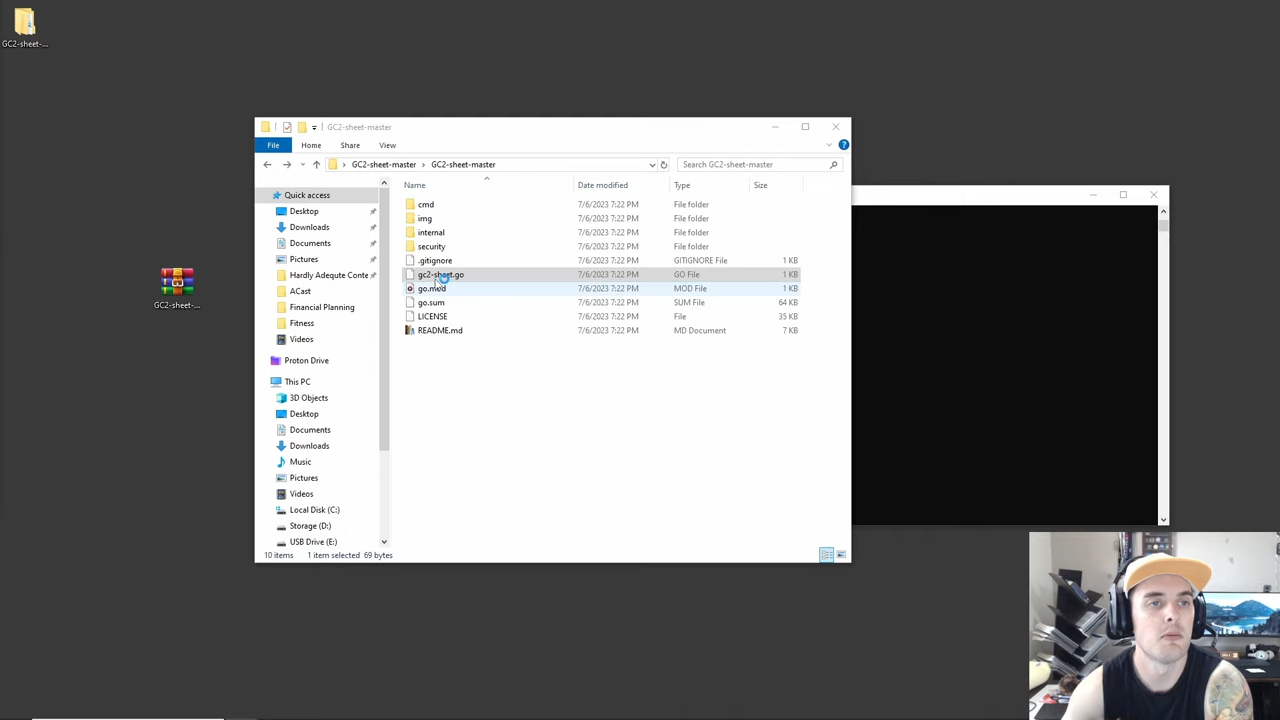 GC2-sheet-...
GC2-sheet-...
GC2-sheet-master
File Home Share View
GC2-sheet-master > GC2-sheet-master
Search GC2-sheet-master
Name Date modified Type Size
Quick access
Desktop
Downloads
Documents
Pictures
Hardly Adequte Conte
ACast
Financial Planning
Fitness
Videos
Proton Drive
This PC
3D Objects
Desktop
Documents
Downloads
Music
Pictures
Videos
Local Disk (C:)
Storage (D:)
USB Drive (E:)
cmd 7/6/2023 7:22 PM File folder
img 7/6/2023 7:22 PM File folder
internal 7/6/2023 7:22 PM File folder
security 7/6/2023 7:22 PM File folder
.gitignore 7/6/2023 7:22 PM GITIGNORE File 1 KB
gc2-sheet.go 7/6/2023 7:22 PM GO File 1 KB
go.mod 7/6/2023 7:22 PM MOD File 1 KB
go.sum 7/6/2023 7:22 PM SUM File 64 KB
LICENSE 7/6/2023 7:22 PM File 35 KB
README.md 7/6/2023 7:22 PM MD Document 7 KB
10 items 1 item selected 69 bytes